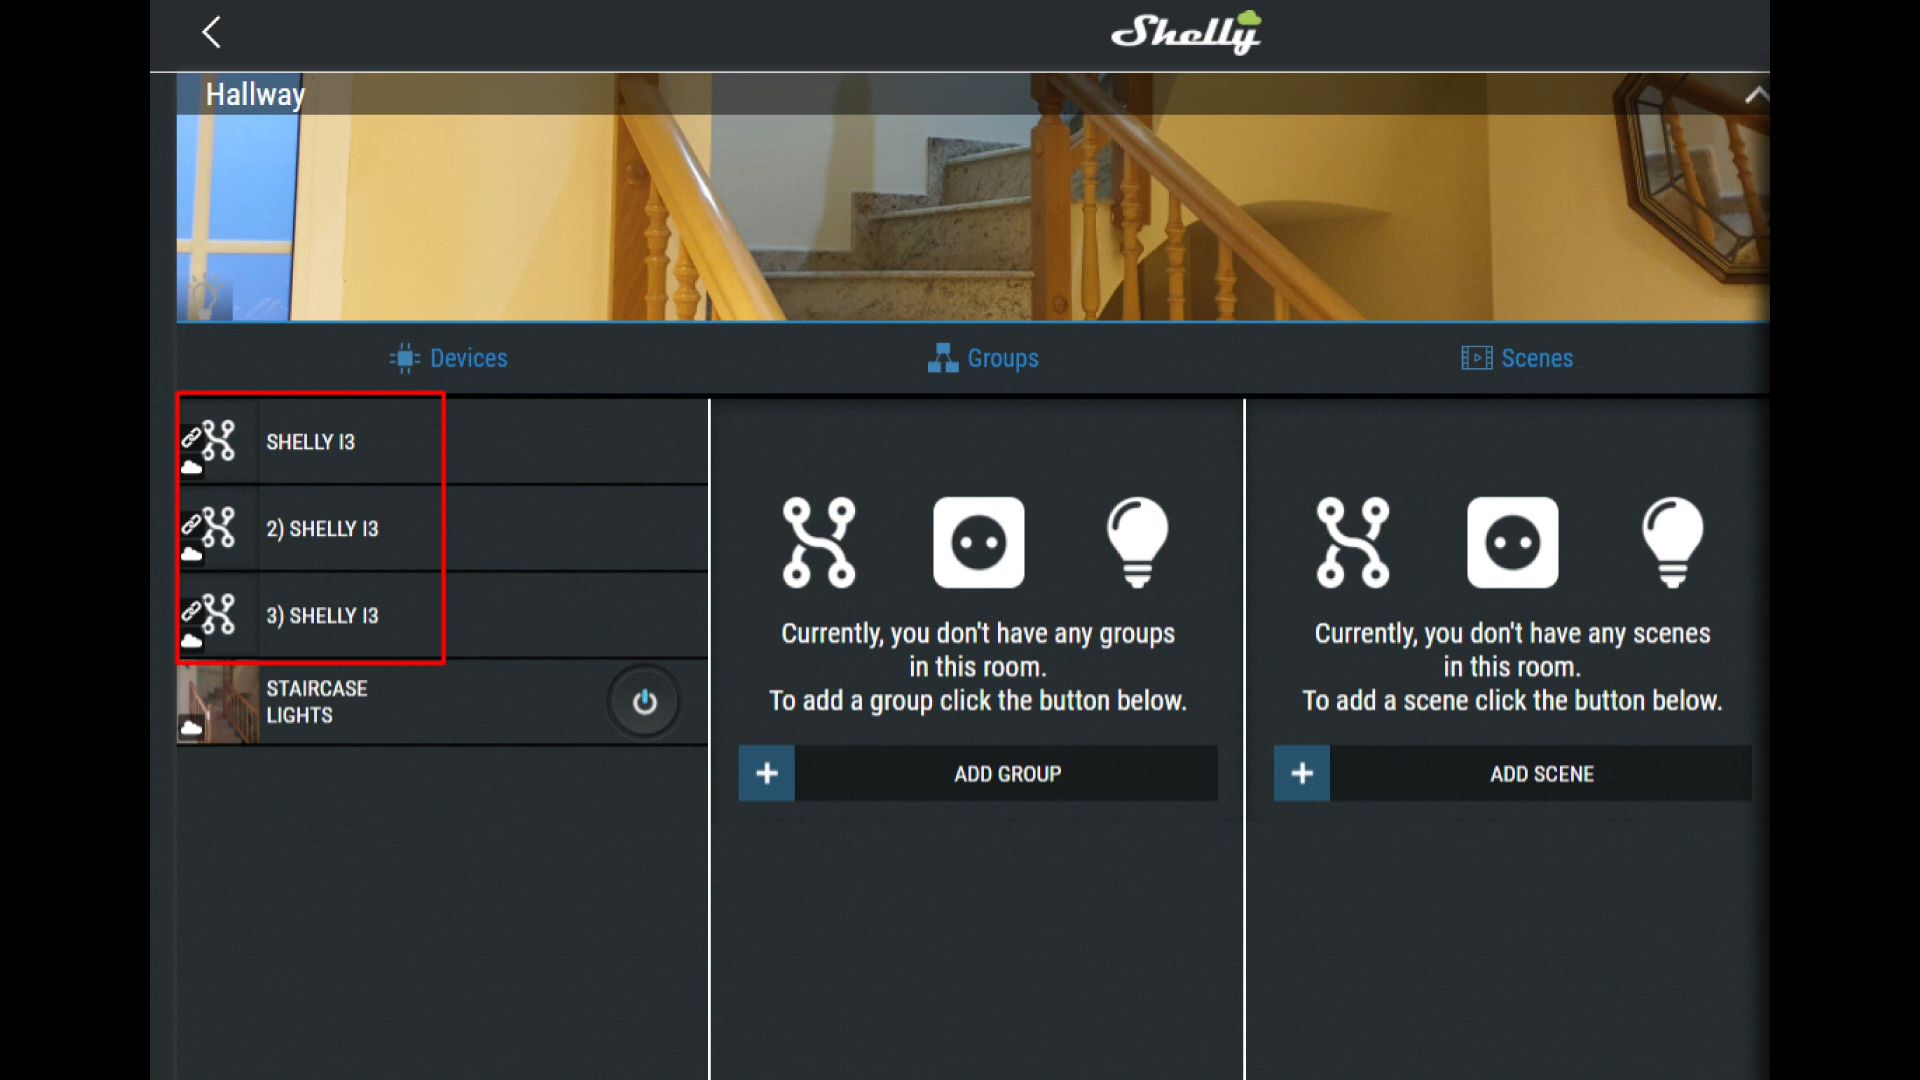 Shelly
Hallway
Devices
Groups
Scenes
SHELLY I3
2) SHELLY I3
3) SHELLY I3
STAIRCASE
LIGHTS
Currently, you don't have any groups
in this room.
To add a group click the button below.
ADD GROUP
Currently, you don't have any scenes
in this room.
To add a scene click the button below.
ADD SCENE